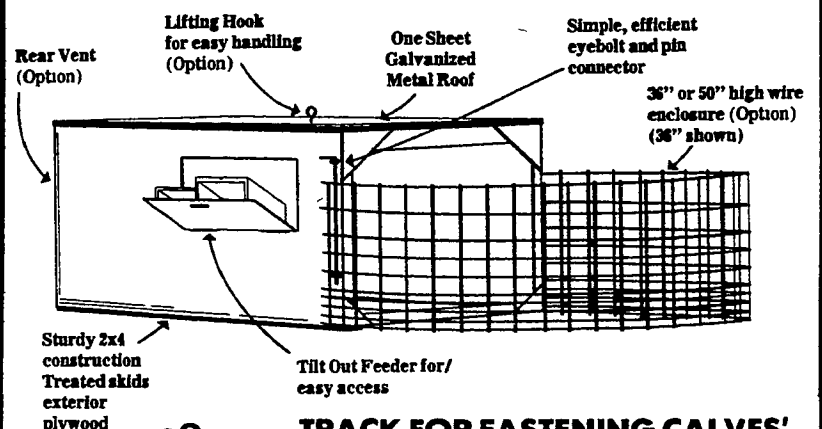 Lifting Hook
for easy handling
(Option)
Rear Vent
(Option)
One Sheet
Galvanized
Metal Roof
Simple, efficient
eyebolt and pin
connector
36” or 50” high wire
enclosure (Option)
(36” shown)
Sturdy 2x4
construction
Treated skids
exterior
plywood
Tilt Out Feeder for/
easy access
TRACK FOR FASTENING CALVES'